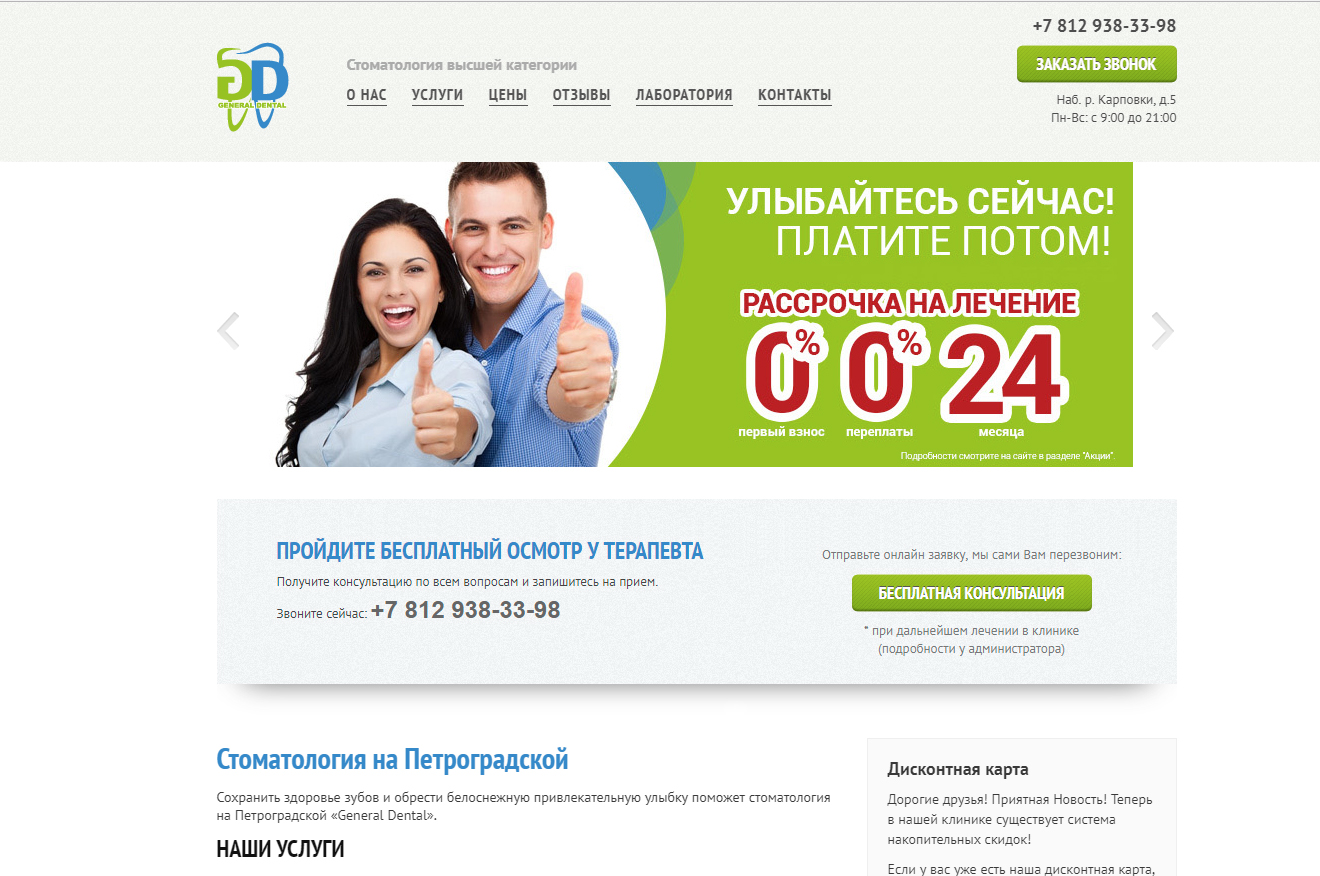 +7 812 938-33-98
GENERAL DENTAL
Стоматология высшей категории
ЗАКАЗАТЬ ЗВОНОК
О НАС УСЛУГИ ЦЕНЫ ОТЗЫВЫ ЛАБОРАТОРИЯ КОНТАКТЫ
Наб. р. Карповки, д.5
Пн-Вс: с 9:00 до 21:00
УЛЫБАЙТЕСЬ СЕЙЧАС!
ПЛАТИТЕ ПОТОМ!
РАССРОЧКА НА ЛЕЧЕНИЕ
0% 0% 24
первый взнос переплаты месяца
Подробности смотрите на сайте в разделе "Акции".
ПРОЙДИТЕ БЕСПЛАТНЫЙ ОСМОТР У ТЕРАПЕВТА
Получите консультацию по всем вопросам и запишитесь на прием.
Звоните сейчас: +7 812 938-33-98
Отправьте онлайн заявку, мы сами Вам перезвоним:
БЕСПЛАТНАЯ КОНСУЛЬТАЦИЯ
* при дальнейшем лечении в клинике
(подробности у администратора)
Стоматология на Петроградской
Сохранить здоровье зубов и обрести белоснежную привлекательную улыбку поможет стоматология
на Петроградской «General Dental».
НАШИ УСЛУГИ
Дисконтная карта
Дорогие друзья! Приятная Новость! Теперь
в нашей клинике существует система
накопительных скидок!
Если у вас уже есть наша дисконтная карта,